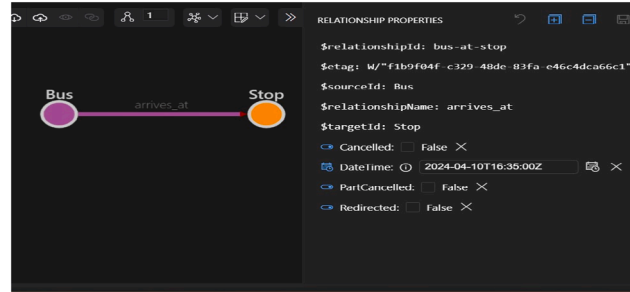 1
Bus
arrives_at
Stop
RELATIONSHIP PROPERTIES
$relationshipId: bus-at-stop
$etag: W/"f1b9f04f-c329-48de-83fa-e46c4dca66c1"
$sourceId: Bus
$relationshipName: arrives_at
$targetId: Stop
Cancelled: False
DateTime: 2024-04-10T16:35:00Z
PartCancelled: False
Redirected: False